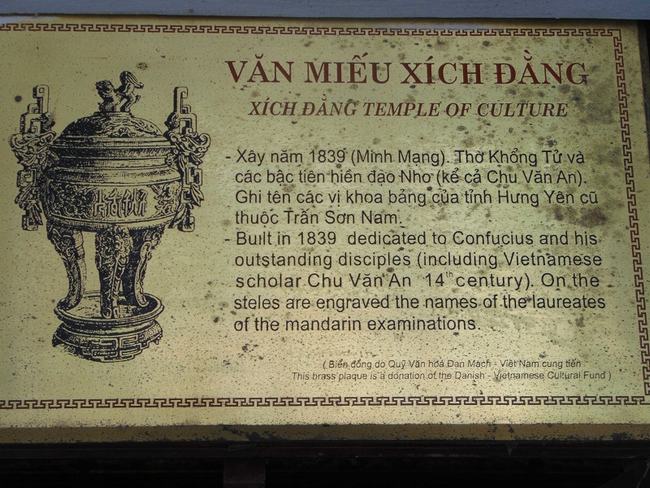 VĂN MIẾU XÍCH ĐẰNG
XÍCH ĐẰNG TEMPLE OF CULTURE
- Xây năm 1839 (Minh Mạng). Thờ Khổng Tử và
các bậc tiên hiền đạo Nho (kể cả Chu Văn An).
Ghi tên các vị khoa bảng của tỉnh Hưng Yên cũ
thuộc Trấn Sơn Nam.
- Built in 1839 dedicated to Confucius and his
outstanding disciples (including Vietnamese
scholar Chu Văn An 14th century). On the
steles are engraved the names of the laureates
of the mandarin examinations.
( Biển đồng do Quỹ Văn hoá Đan Mạch - Việt Nam cung tiến
This brass plaque is a donation of the Danish - Vietnamese Cultural Fund )